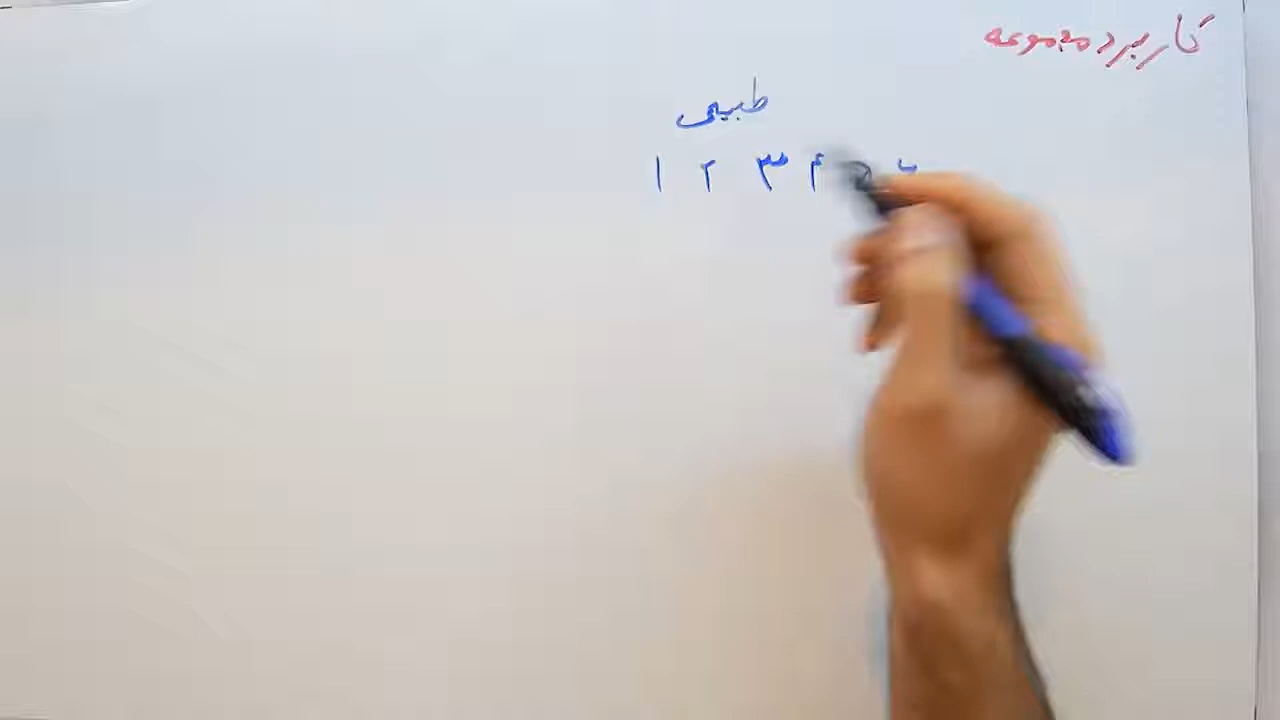 کاربرد مجموعه
طبیعی
۱ ۲ ۳ ۴ ۵